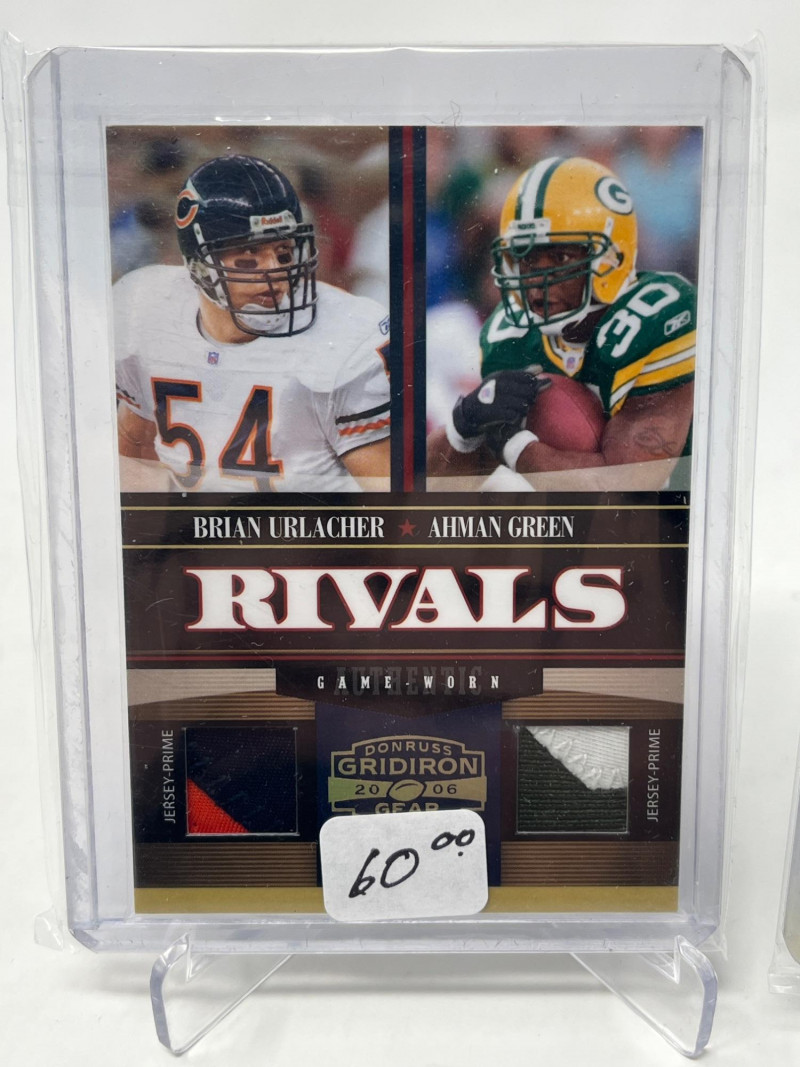 Riddell
54
G
30
BRIAN URLACHER ★ AHMAN GREEN
RIVALS
AUTHENTIC
GAME-WORN
JERSEY-PRIME
DONRUSS
GRIDIRON
20 06
GEAR
JERSEY-PRIME
60 00